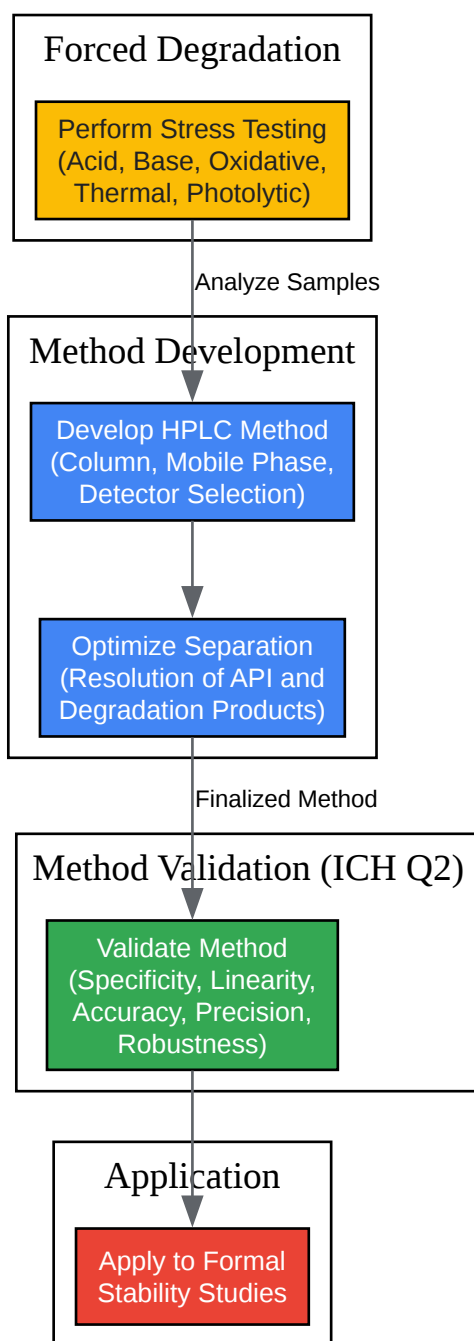 Forced Degradation
Perform Stress Testing
(Acid, Base, Oxidative,
Thermal, Photolytic)
Analyze Samples
Method Development
Develop HPLC Method
(Column, Mobile Phase,
Detector Selection)
Optimize Separation
(Resolution of API and
Degradation Products)
Finalized Method
Method Validation (ICH Q2)
Validate Method
(Specificity, Linearity,
Accuracy, Precision,
Robustness)
Application
Apply to Formal
Stability Studies